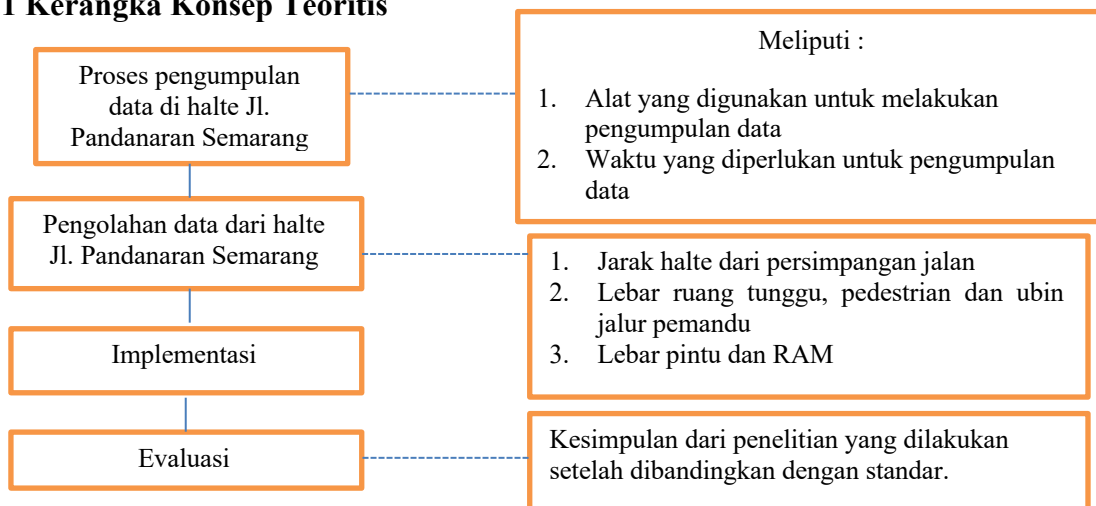 1 Kerangka Konsep Teoritis
Proses pengumpulan
data di halte Jl.
Pandanaran Semarang
Meliputi :
1. Alat yang digunakan untuk melakukan
pengumpulan data
2. Waktu yang diperlukan untuk pengumpulan
data
Pengolahan data dari halte
Jl. Pandanaran Semarang
1. Jarak halte dari persimpangan jalan
2. Lebar ruang tunggu, pedestrian dan ubin
jalur pemandu
3. Lebar pintu dan RAM
Implementasi
Evaluasi
Kesimpulan dari penelitian yang dilakukan
setelah dibandingkan dengan standar.